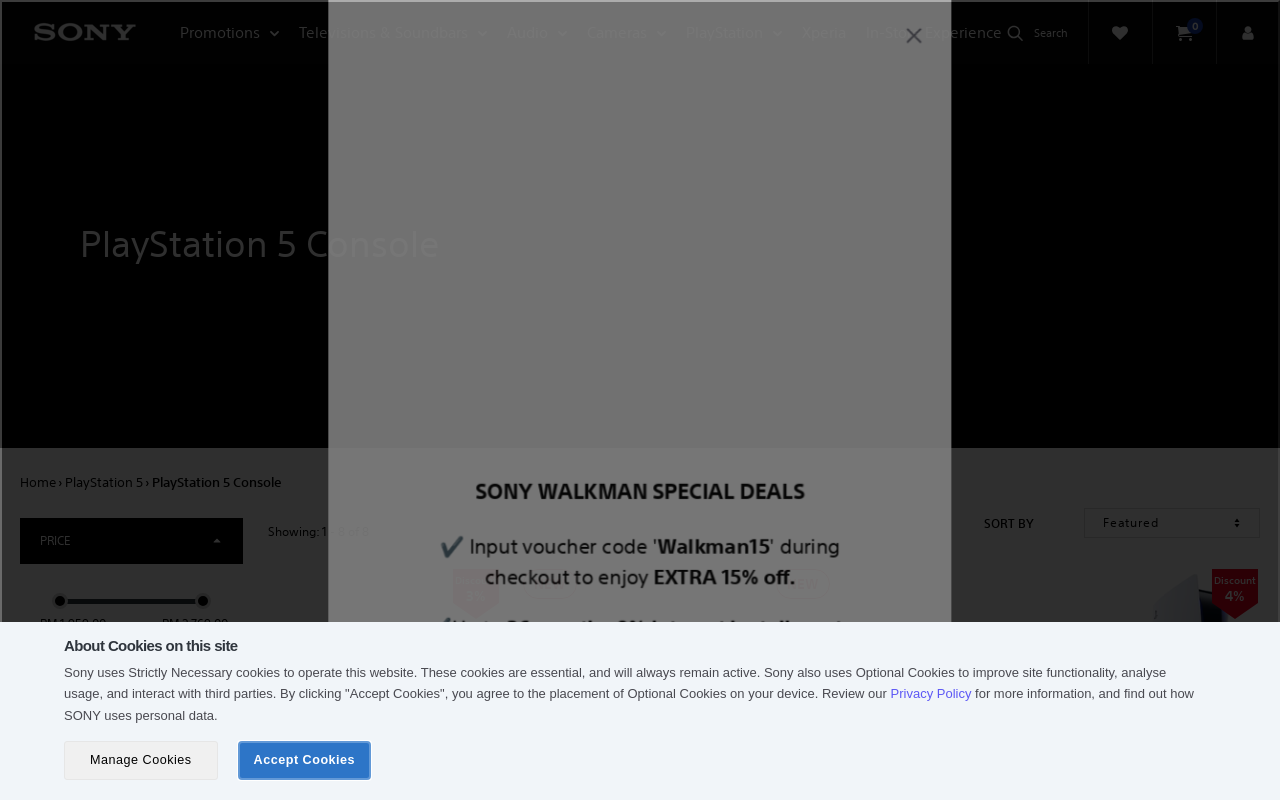 SONY
Promotions
Televisions & Soundbars
Audio
Cameras
PlayStation
Xperia
In-Store Experience
Search
0
PlayStation 5 Console
Home › PlayStation 5 › PlayStation 5 Console
PRICE
Showing: 1
SORT BY
Featured
SONY WALKMAN SPECIAL DEALS
✔ Input voucher code 'Walkman15' during
checkout to enjoy EXTRA 15% off.
Discount
4%
About Cookies on this site
Sony uses Strictly Necessary cookies to operate this website. These cookies are essential, and will always remain active. Sony also uses Optional Cookies to improve site functionality, analyse
usage, and interact with third parties. By clicking "Accept Cookies", you agree to the placement of Optional Cookies on your device. Review our Privacy Policy for more information, and find out how
SONY uses personal data.
Manage Cookies
Accept Cookies